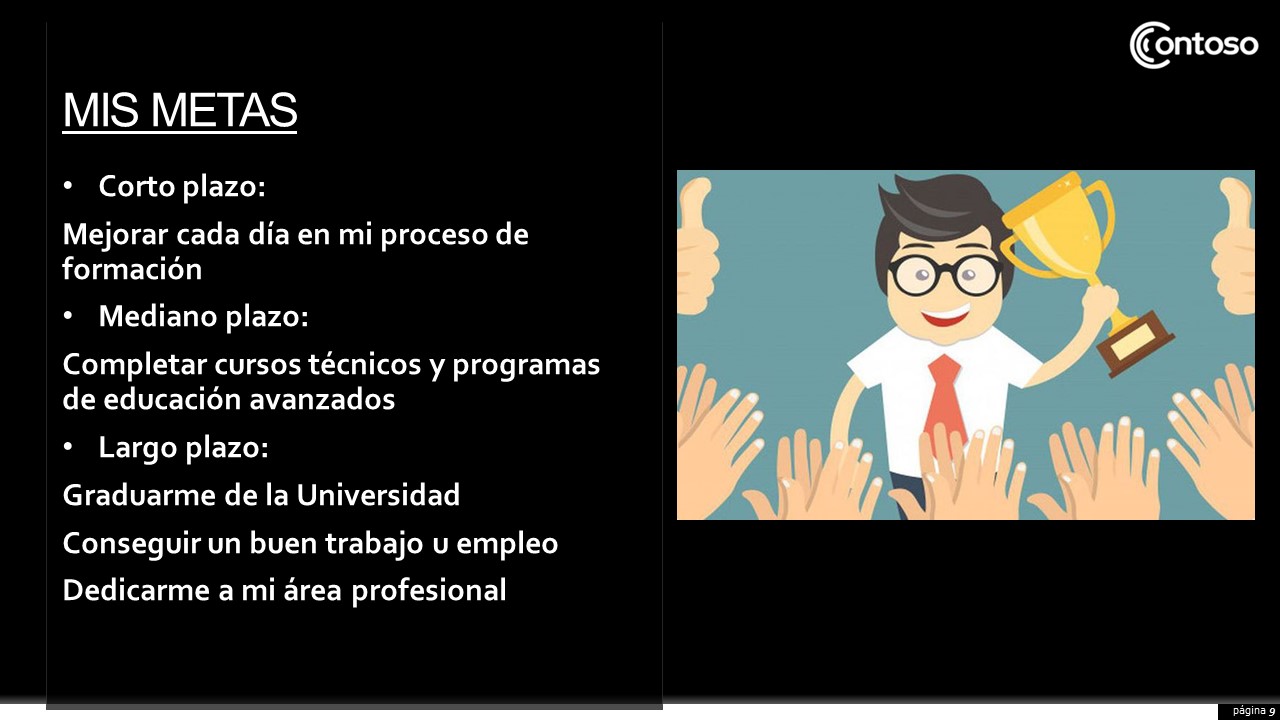 Contoso
MIS METAS
• Corto plazo:
Mejorar cada día en mi proceso de
formación
• Mediano plazo:
Completar cursos técnicos y programas
de educación avanzados
• Largo plazo:
Graduarme de la Universidad
Conseguir un buen trabajo u empleo
Dedicarme a mi área profesional
página 9